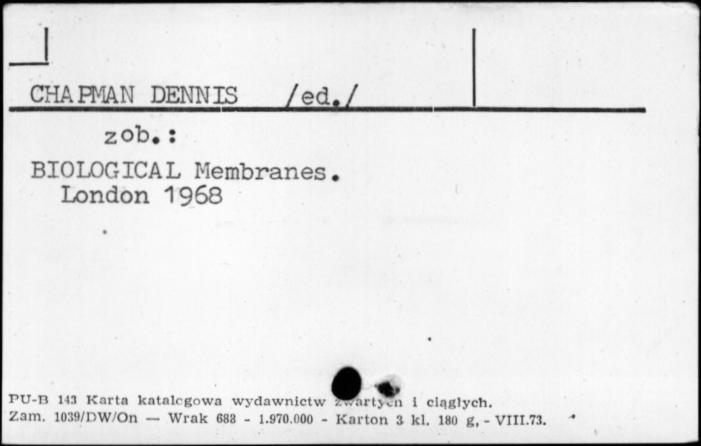 CHAPMAN DENNIS /ed./
zob.:
BIOLOGICAL Membranes.
London 1968
PU-B 143 Karta katalogowa wydawnictw zwartych i ciągłych.
Zam. 1039/DW/On — Wrak 688 - 1.970.000 - Karton 3 kl. 180 g, - VIII.73.